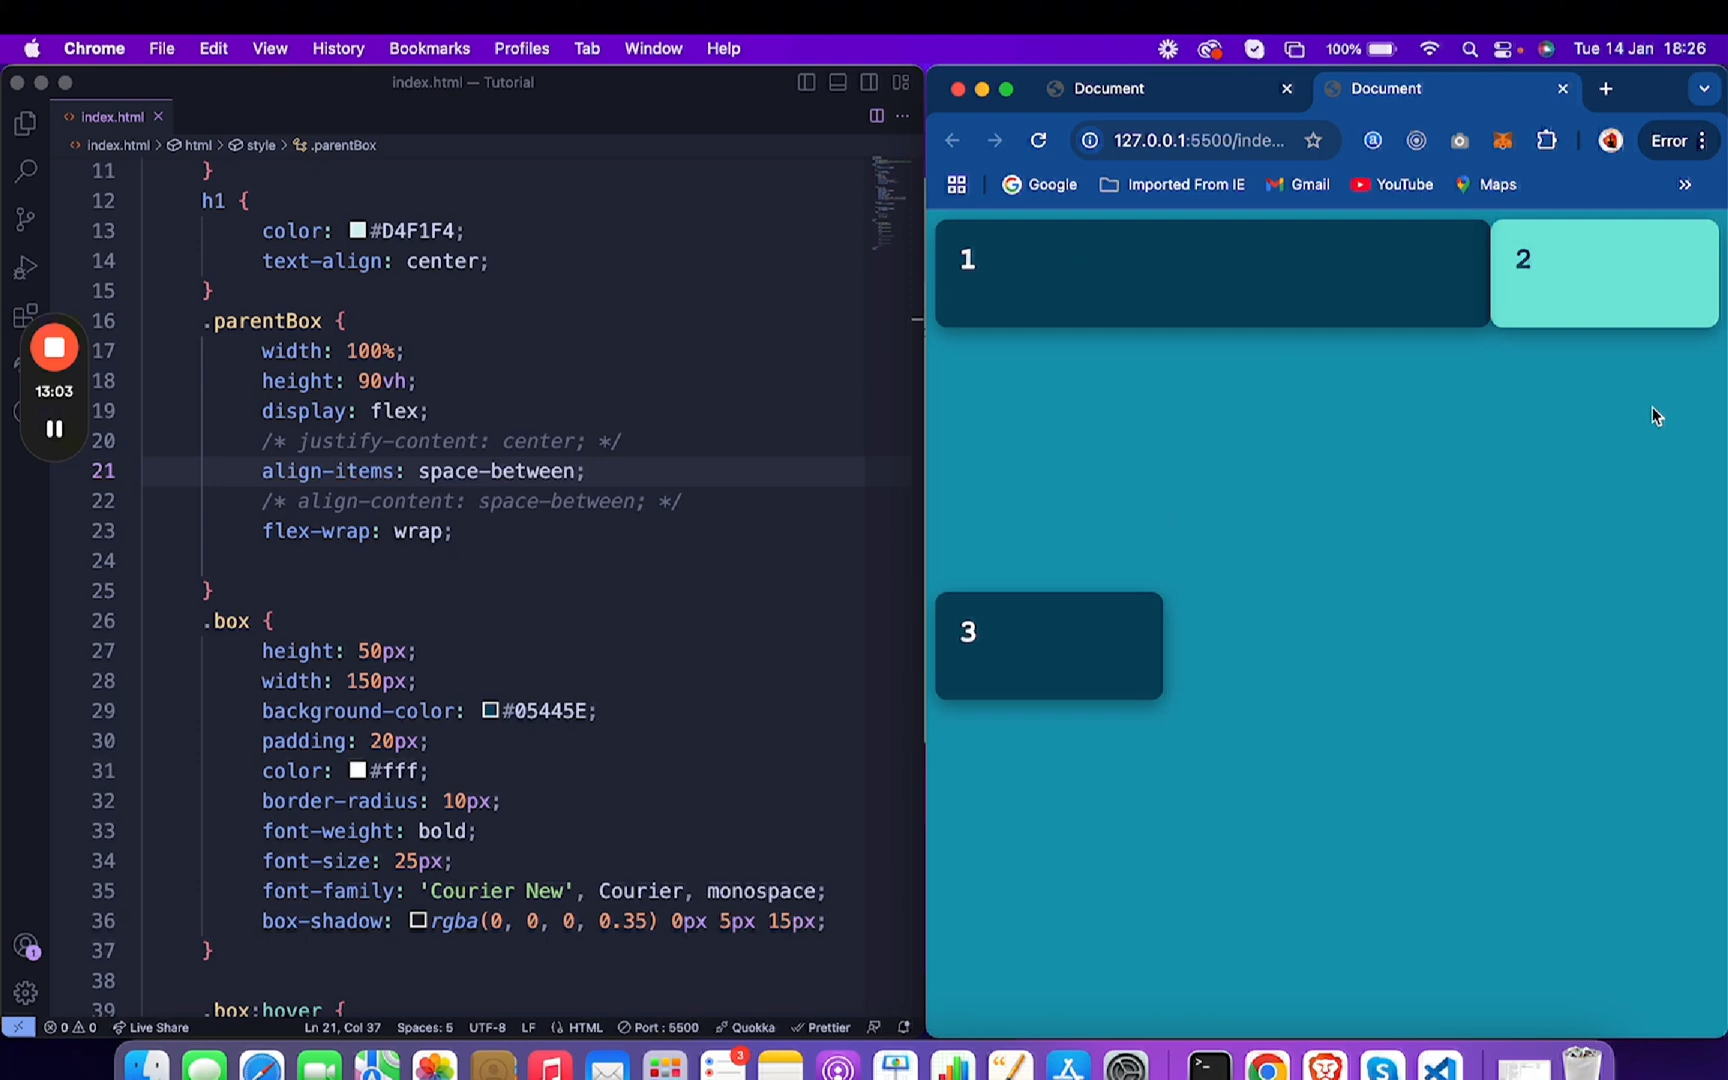 Chrome File Edit View History Bookmarks Profiles Tab Window Help 100% Tue 14 Jan 18:26
index.html — Tutorial
index.html
index.html > html > style > .parentBox
11 }
12 h1 {
13 color: #D4F1F4;
14 text-align: center;
15 }
16 .parentBox {
17 width: 100%;
18 height: 90vh;
19 display: flex;
20 /* justify-content: center; */
21 align-items: space-between;
22 /* align-content: space-between; */
23 flex-wrap: wrap;
24
25 }
26 .box {
27 height: 50px;
28 width: 150px;
29 background-color: #05445E;
30 padding: 20px;
31 color: #fff;
32 border-radius: 10px;
33 font-weight: bold;
34 font-size: 25px;
35 font-family: 'Courier New', Courier, monospace;
36 box-shadow: rgba(0, 0, 0, 0.35) 0px 5px 15px;
37 }
38
39 .box:hover {
13:03
1
0 0 Live Share Ln 21, Col 37 Spaces: 5 UTF-8 LF HTML Port : 5500 Quokka Prettier
Document Document
127.0.0.1:5500/inde... Error
Google Imported From IE Gmail YouTube Maps »
1
2
3
3